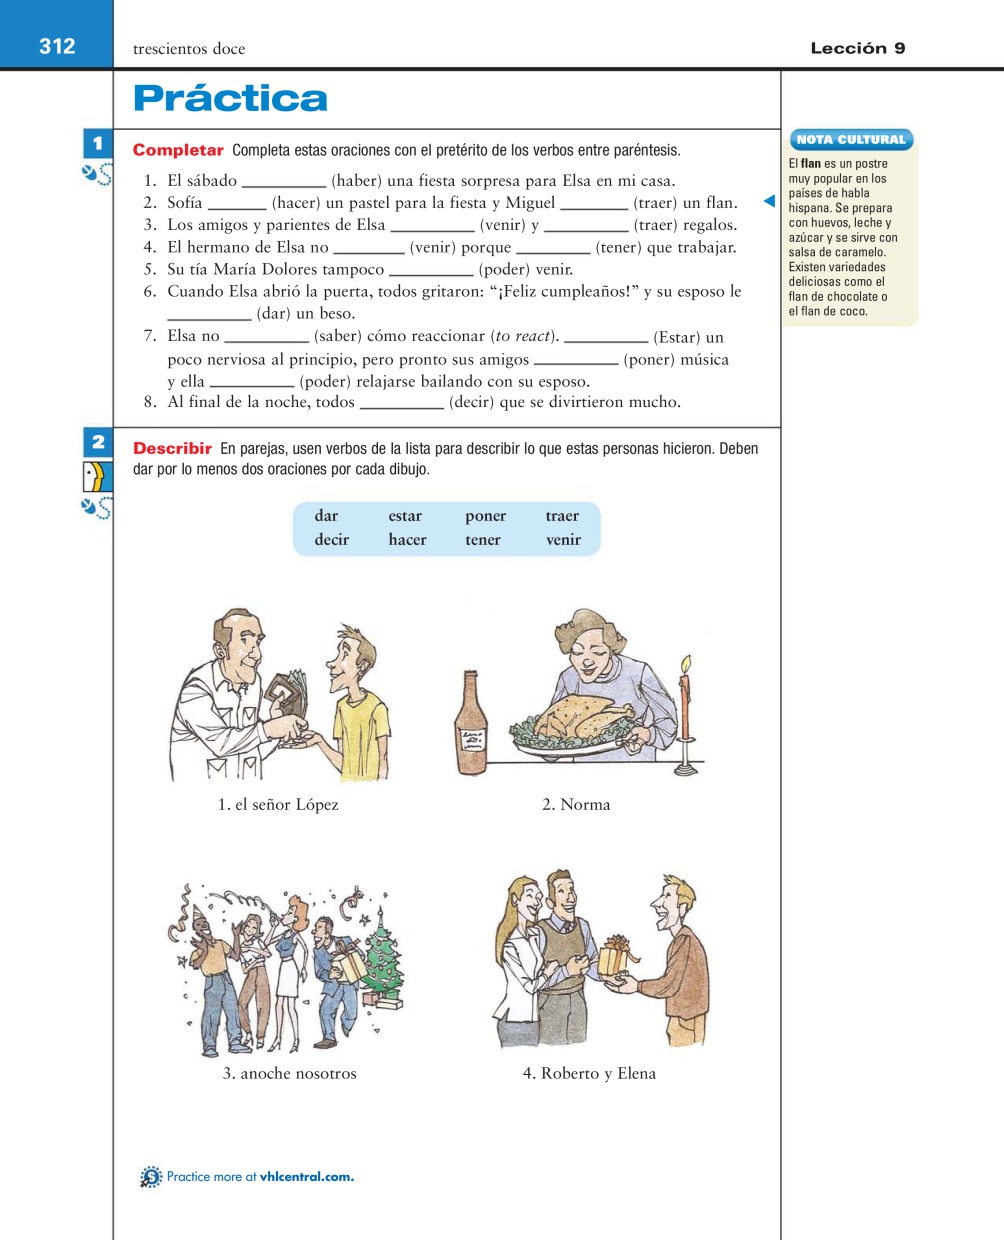 312
trescientos doce
Lección 9
Práctica
1
Completar Completa estas oraciones con el pretérito de los verbos entre paréntesis.
1. El sábado __________ (haber) una fiesta sorpresa para Elsa en mi casa.
2. Sofía _______ (hacer) un pastel para la fiesta y Miguel ________ (traer) un flan.
3. Los amigos y parientes de Elsa __________ (venir) y __________ (traer) regalos.
4. El hermano de Elsa no _________ (venir) porque _________ (tener) que trabajar.
5. Su tía María Dolores tampoco __________ (poder) venir.
6. Cuando Elsa abrió la puerta, todos gritaron: “¡Feliz cumpleaños!” y su esposo le
__________ (dar) un beso.
7. Elsa no __________ (saber) cómo reaccionar (to react). __________ (Estar) un
poco nerviosa al principio, pero pronto sus amigos __________ (poner) música
y ella __________ (poder) relajarse bailando con su esposo.
8. Al final de la noche, todos __________ (decir) que se divirtieron mucho.
NOTA CULTURAL
El flan es un postre
muy popular en los
países de habla
hispana. Se prepara
con huevos, leche y
azúcar y se sirve con
salsa de caramelo.
Existen variedades
deliciosas como el
flan de chocolate o
el flan de coco.
2
Describir En parejas, usen verbos de la lista para describir lo que estas personas hicieron. Deben
dar por lo menos dos oraciones por cada dibujo.
dar estar poner traer
decir hacer tener venir
1. el señor López
2. Norma
3. anoche nosotros
4. Roberto y Elena
Practice more at vhlcentral.com.